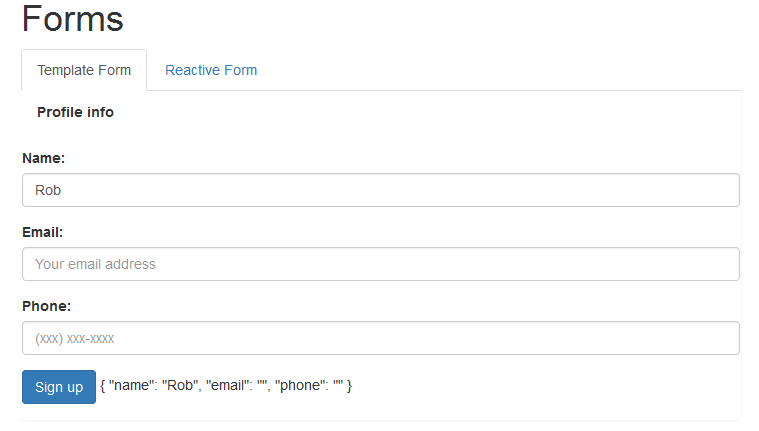 Forms
Template Form Reactive Form
Profile info
Name:
Rob
Email:
Your email address
Phone:
(xxx) xxx-xxxx
Sign up { "name": "Rob", "email": "", "phone": "" }